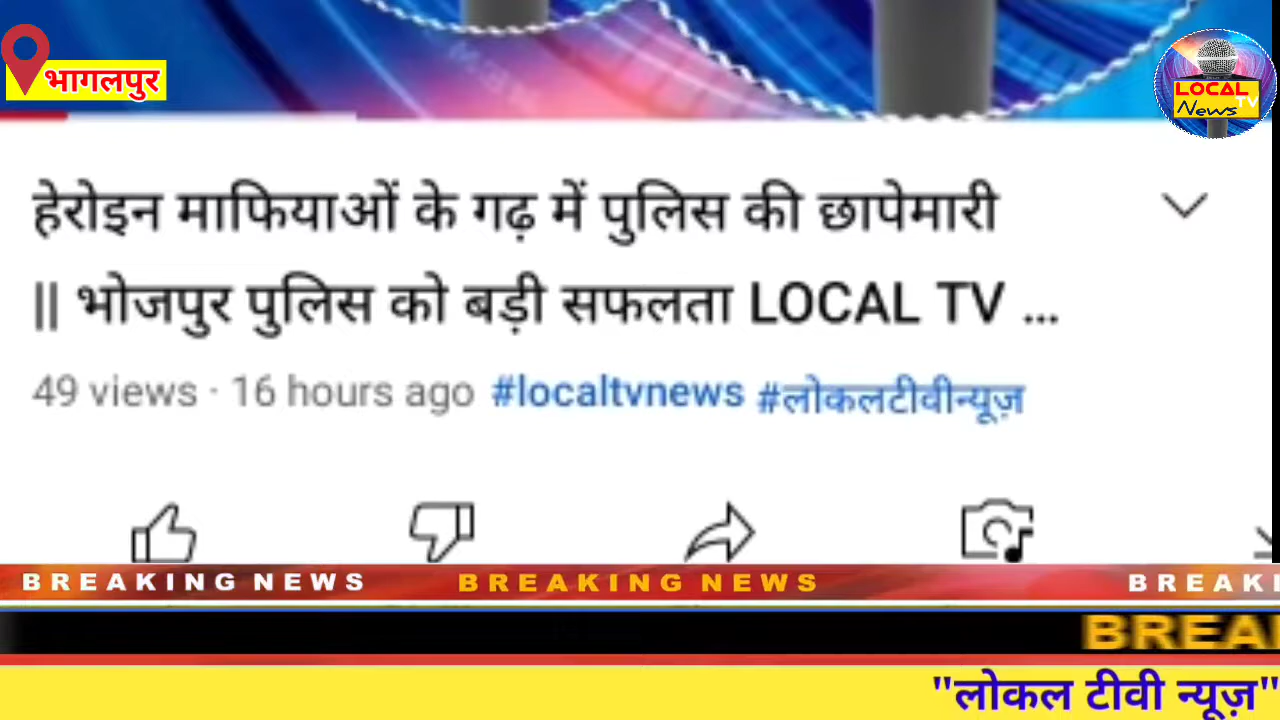 भागलपुर
LOCAL
News TV
हेरोइन माफियाओं के गढ़ में पुलिस की छापेमारी
|| भोजपुर पुलिस को बड़ी सफलता LOCAL TV ...
49 views · 16 hours ago #localtvnews #लोकलटीवीन्यूज़
BREAKING NEWS BREAKING NEWS BREAKI
BREA
"लोकल टीवी न्यूज़"